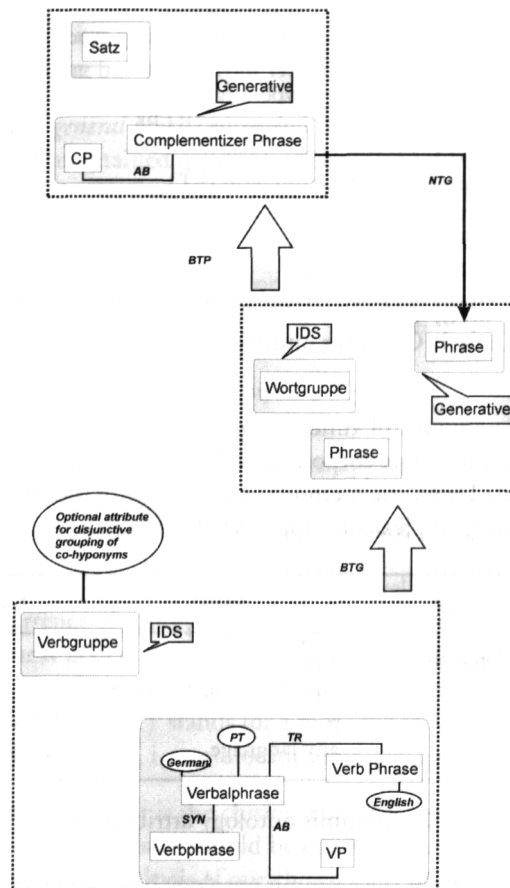 Satz
Generative
Complementizer Phrase
CP
AB
NTG
BTP
IDS
Phrase
Wortgruppe
Generative
Phrase
Optional attribute
for disjunctive
grouping of
co-hyponyms
BTG
Verbgruppe
IDS
PT
TR
German
Verb Phrase
Verbalphrase
English
SYN
AB
Verbphrase
VP